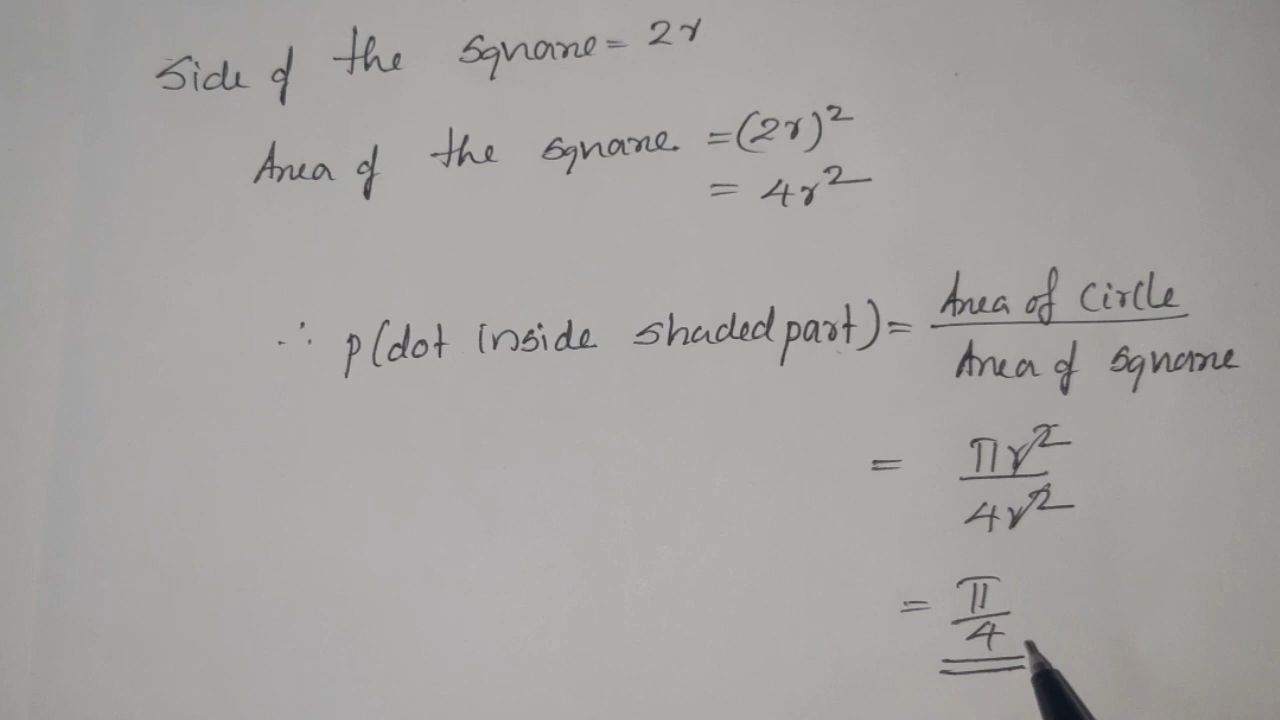 Side of the square = 2r
Area of the square = (2r)²
= 4r²
∴ P(dot inside shaded part) = Area of circle / Area of square
= πr² / 4r²
= π / 4